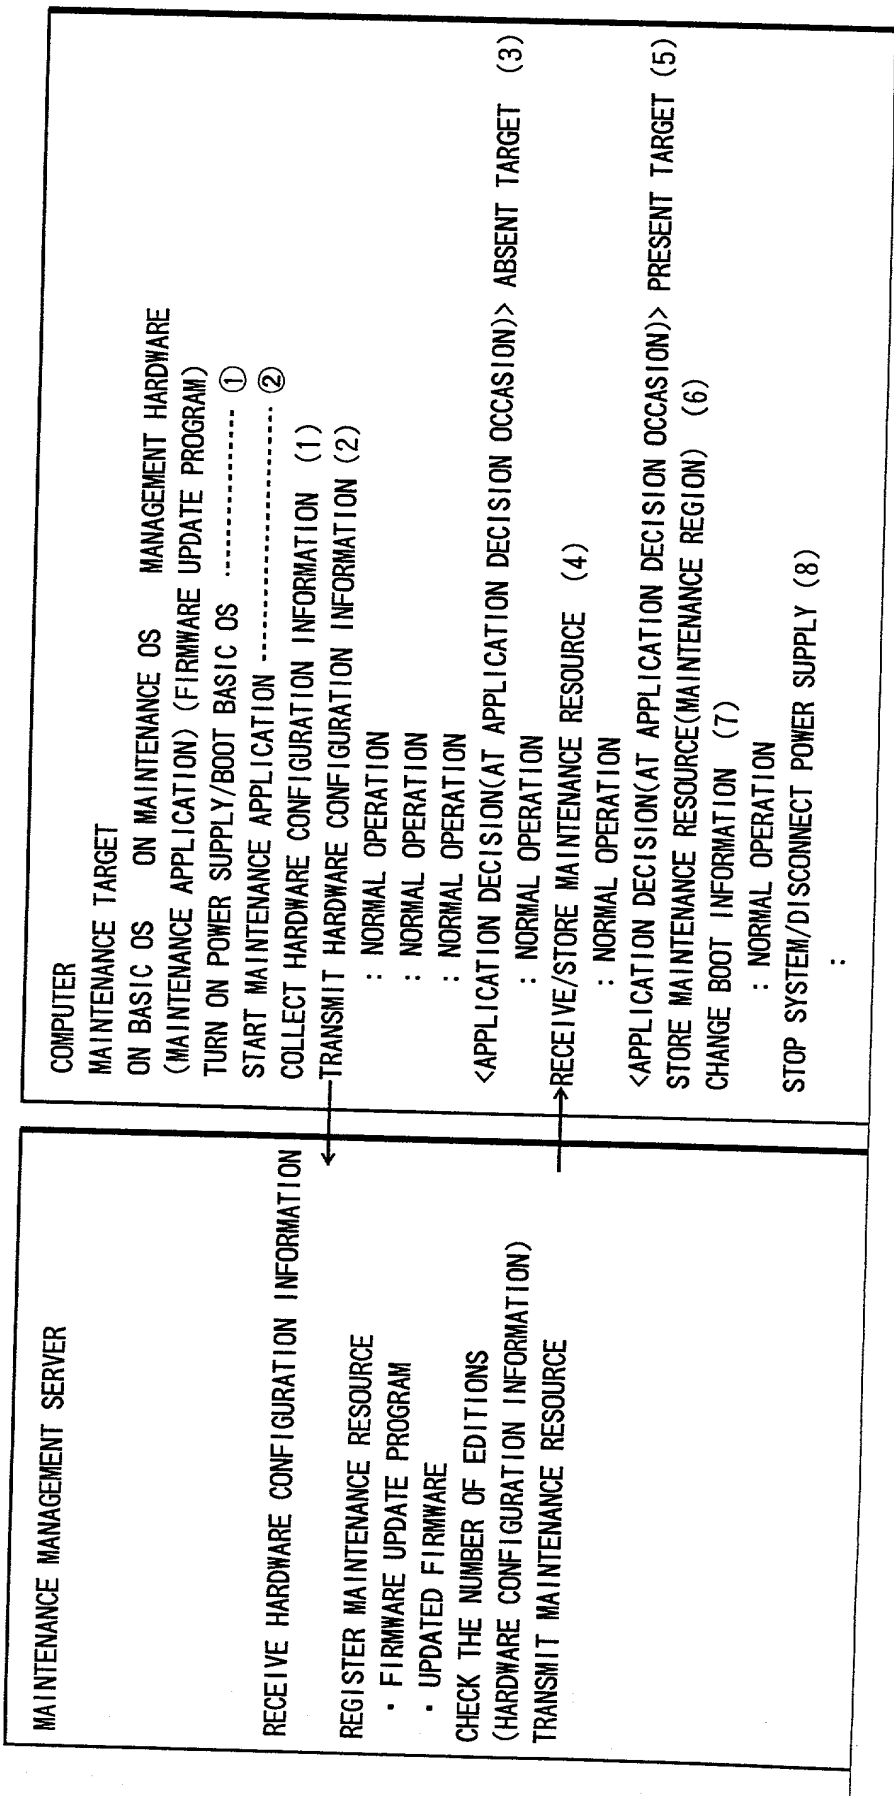 MAINTENANCE MANAGEMENT SERVER
RECEIVE HARDWARE CONFIGURATION INFORMATION
REGISTER MAINTENANCE RESOURCE
・FIRMWARE UPDATE PROGRAM
・UPDATED FIRMWARE
CHECK THE NUMBER OF EDITIONS
(HARDWARE CONFIGURATION INFORMATION)
TRANSMIT MAINTENANCE RESOURCE
COMPUTER
MAINTENANCE TARGET
ON BASIC OS ON MAINTENANCE OS MANAGEMENT HARDWARE
(MAINTENANCE APPLICATION) (FIRMWARE UPDATE PROGRAM)
TURN ON POWER SUPPLY/BOOT BASIC OS ---------------- ①
START MAINTENANCE APPLICATION ---------------------- ②
COLLECT HARDWARE CONFIGURATION INFORMATION (1)
TRANSMIT HARDWARE CONFIGURATION INFORMATION (2)
: NORMAL OPERATION
: NORMAL OPERATION
: NORMAL OPERATION
<APPLICATION DECISION(AT APPLICATION DECISION OCCASION)> ABSENT TARGET (3)
: NORMAL OPERATION
RECEIVE/STORE MAINTENANCE RESOURCE (4)
: NORMAL OPERATION
<APPLICATION DECISION(AT APPLICATION DECISION OCCASION)> PRESENT TARGET (5)
STORE MAINTENANCE RESOURCE(MAINTENANCE REGION) (6)
CHANGE BOOT INFORMATION (7)
: NORMAL OPERATION
STOP SYSTEM/DISCONNECT POWER SUPPLY (8)
: